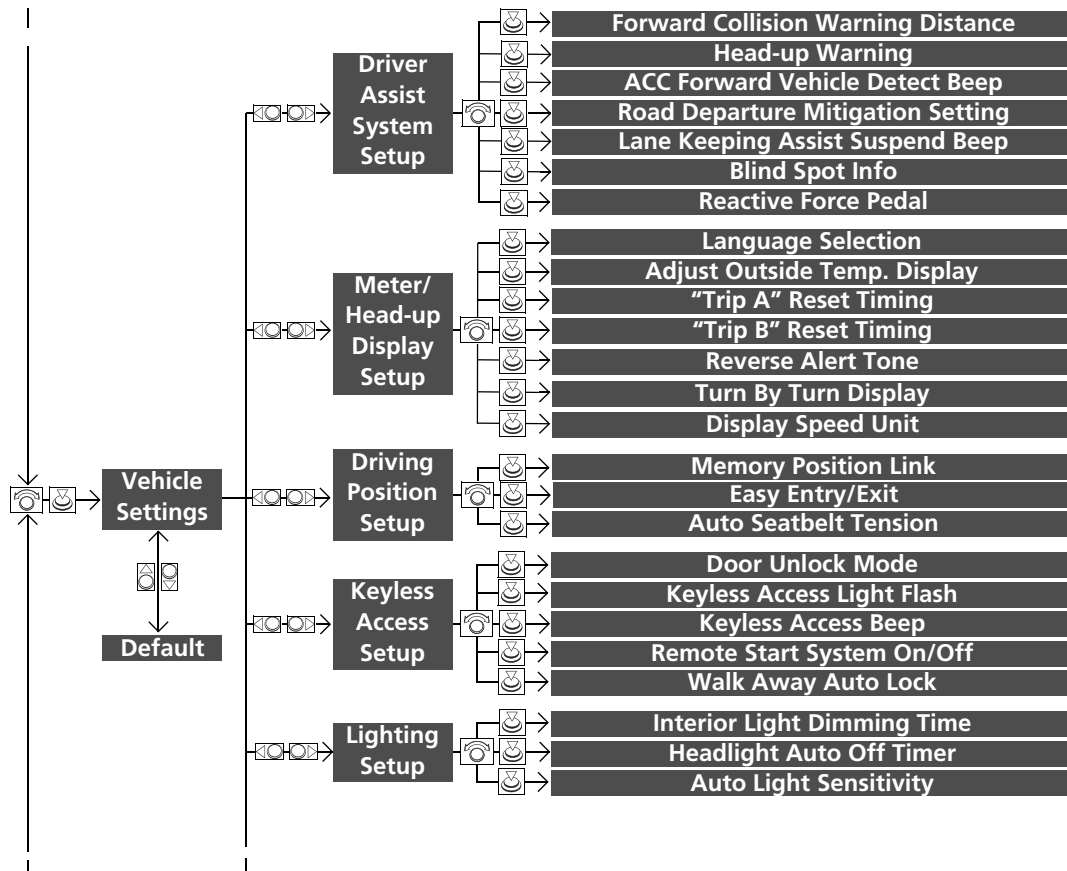 Driver
Assist
System
Setup
Forward Collision Warning Distance
Head-up Warning
ACC Forward Vehicle Detect Beep
Road Departure Mitigation Setting
Lane Keeping Assist Suspend Beep
Blind Spot Info
Reactive Force Pedal
Meter/
Head-up
Display
Setup
Language Selection
Adjust Outside Temp. Display
“Trip A” Reset Timing
“Trip B” Reset Timing
Reverse Alert Tone
Turn By Turn Display
Display Speed Unit
Vehicle
Settings
Default
Driving
Position
Setup
Memory Position Link
Easy Entry/Exit
Auto Seatbelt Tension
Keyless
Access
Setup
Door Unlock Mode
Keyless Access Light Flash
Keyless Access Beep
Remote Start System On/Off
Walk Away Auto Lock
Lighting
Setup
Interior Light Dimming Time
Headlight Auto Off Timer
Auto Light Sensitivity